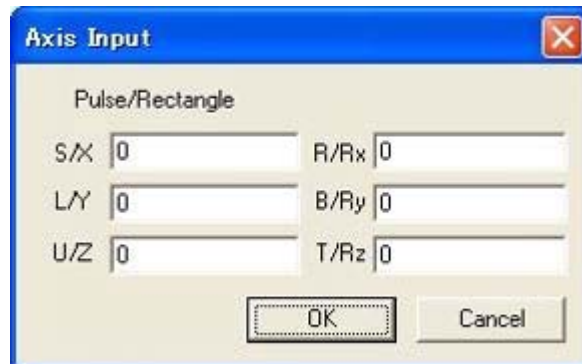 Axis Input
Pulse/Rectangle
S/X 0 R/Rx 0
L/Y 0 B/Ry 0
U/Z 0 T/Rz 0
OK Cancel